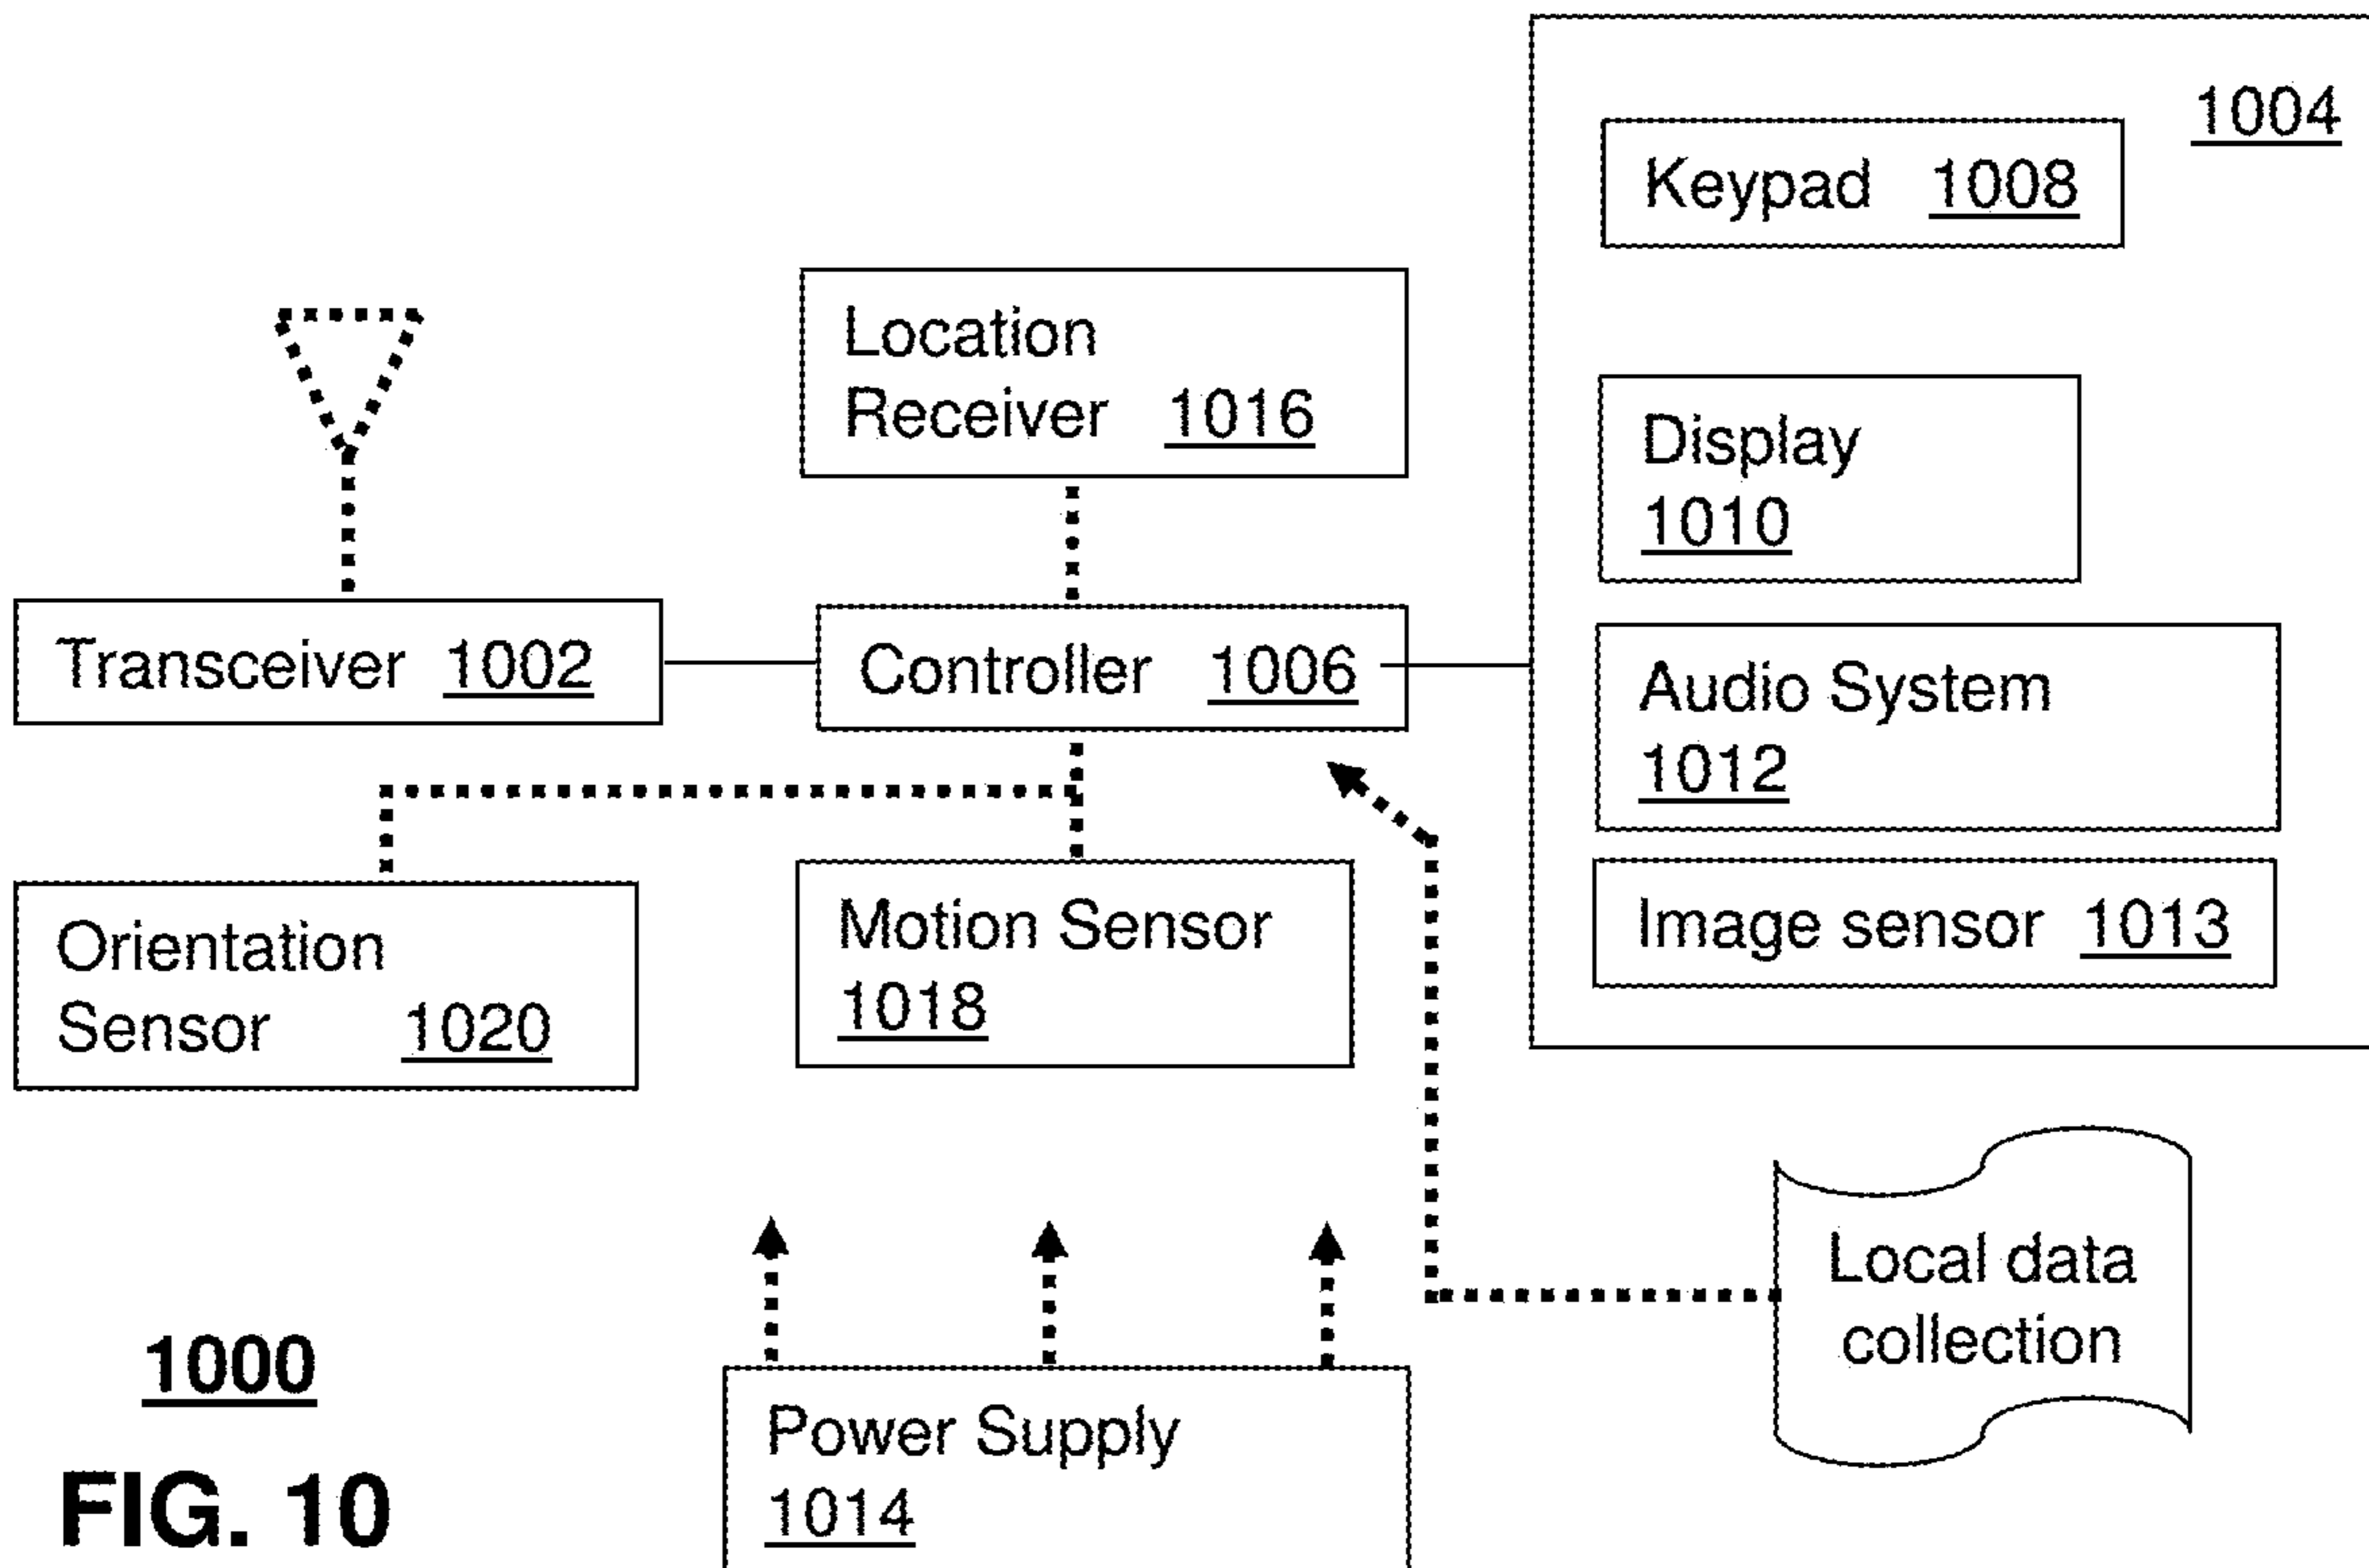 1004
Keypad 1008
Location
Receiver 1016
Display
1010
Transceiver 1002
Controller 1006
Audio System
1012
Orientation
Sensor 1020
Motion Sensor
1018
Image sensor 1013
Local data
collection
Power Supply
1014
1000
FIG. 10